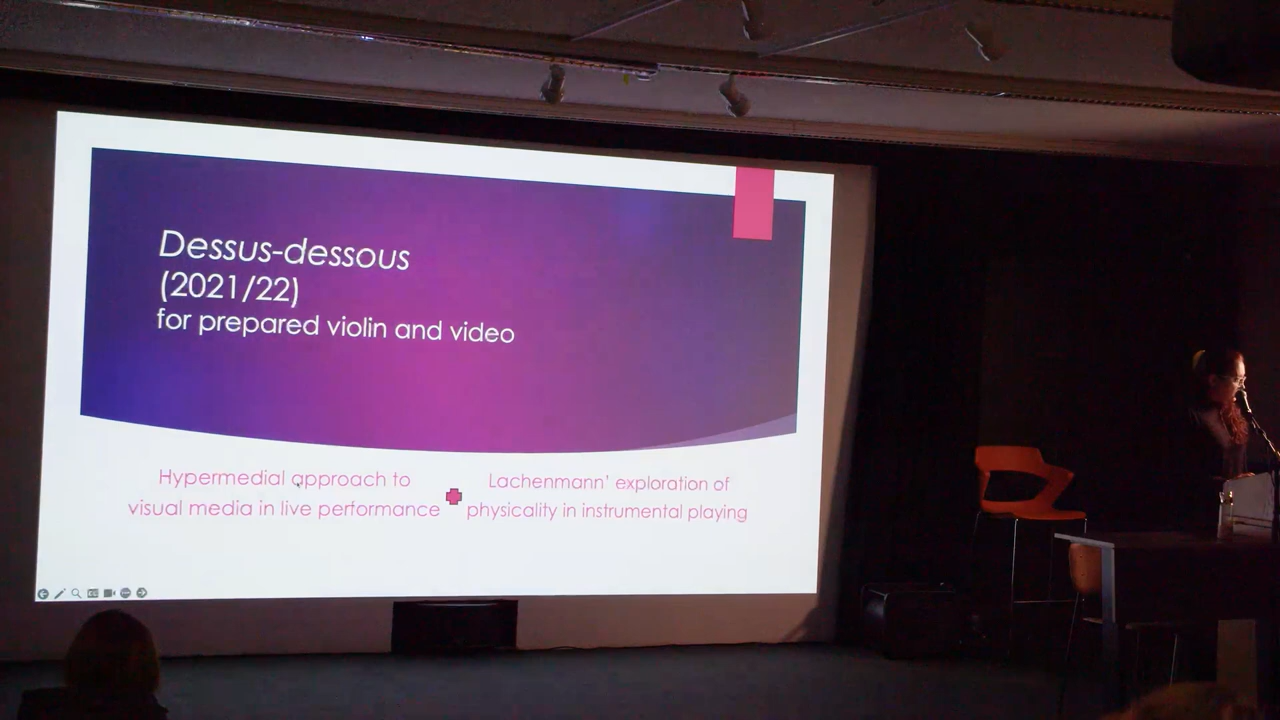 Dessus-dessous
(2021/22)
for prepared violin and video
Hypermedial approach to
visual media in live performance
Lachenmann' exploration of
physicality in instrumental playing